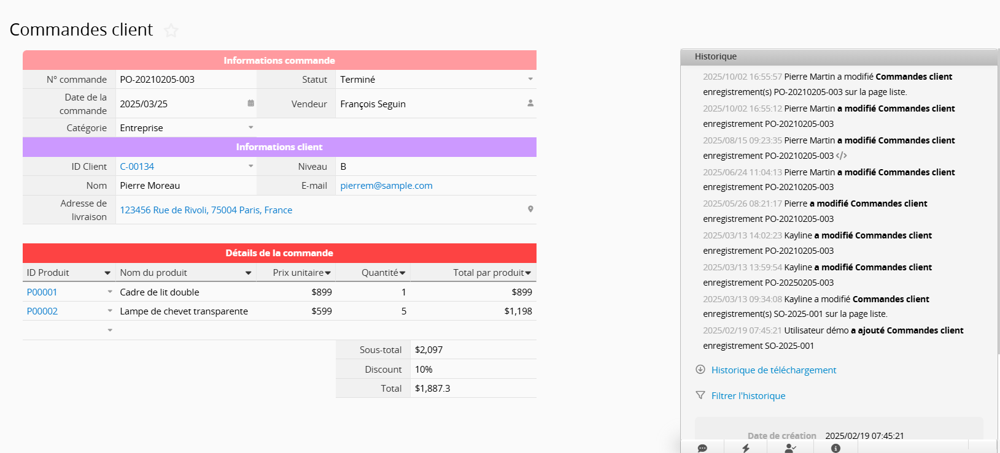 Commandes client
Informations commande
N° commande PO-20210205-003 Statut Terminé
Date de la
commande 2025/03/25 Vendeur François Seguin
Catégorie Entreprise
Informations client
ID Client C-00134 Niveau B
Nom Pierre Moreau E-mail pierrem@sample.com
Adresse de
livraison 123456 Rue de Rivoli, 75004 Paris, France
Détails de la commande
ID Produit Nom du produit Prix unitaire Quantité Total par produit
P00001 Cadre de lit double $899 1 $899
P00002 Lampe de chevet transparente $599 5 $1,198
Sous-total $2,097
Discount 10%
Total $1,887.3
Historique
2025/10/02 16:55:57 Pierre Martin a modifié Commandes client
enregistrement(s) PO-20210205-003 sur la page liste.
2025/10/02 16:55:12 Pierre Martin a modifié Commandes client
enregistrement PO-20210205-003
2025/08/15 09:23:35 Pierre Martin a modifié Commandes client
enregistrement PO-20210205-003 </>
2025/06/24 11:04:13 Pierre Martin a modifié Commandes client
enregistrement PO-20210205-003
2025/05/26 08:21:17 Pierre a modifié Commandes client
enregistrement PO-20210205-003
2025/03/13 14:02:23 Kayline a modifié Commandes client
enregistrement PO-20210205-003
2025/03/13 13:59:54 Kayline a modifié Commandes client
enregistrement PO-20250205-003
2025/03/13 09:34:08 Kayline a modifié Commandes client
enregistrement(s) SO-2025-001 sur la page liste.
2025/02/19 07:45:21 Utilisateur démo a ajouté Commandes client
enregistrement SO-2025-001
Historique de téléchargement
Filtrer l'historique
Date de création 2025/02/19 07:45:21